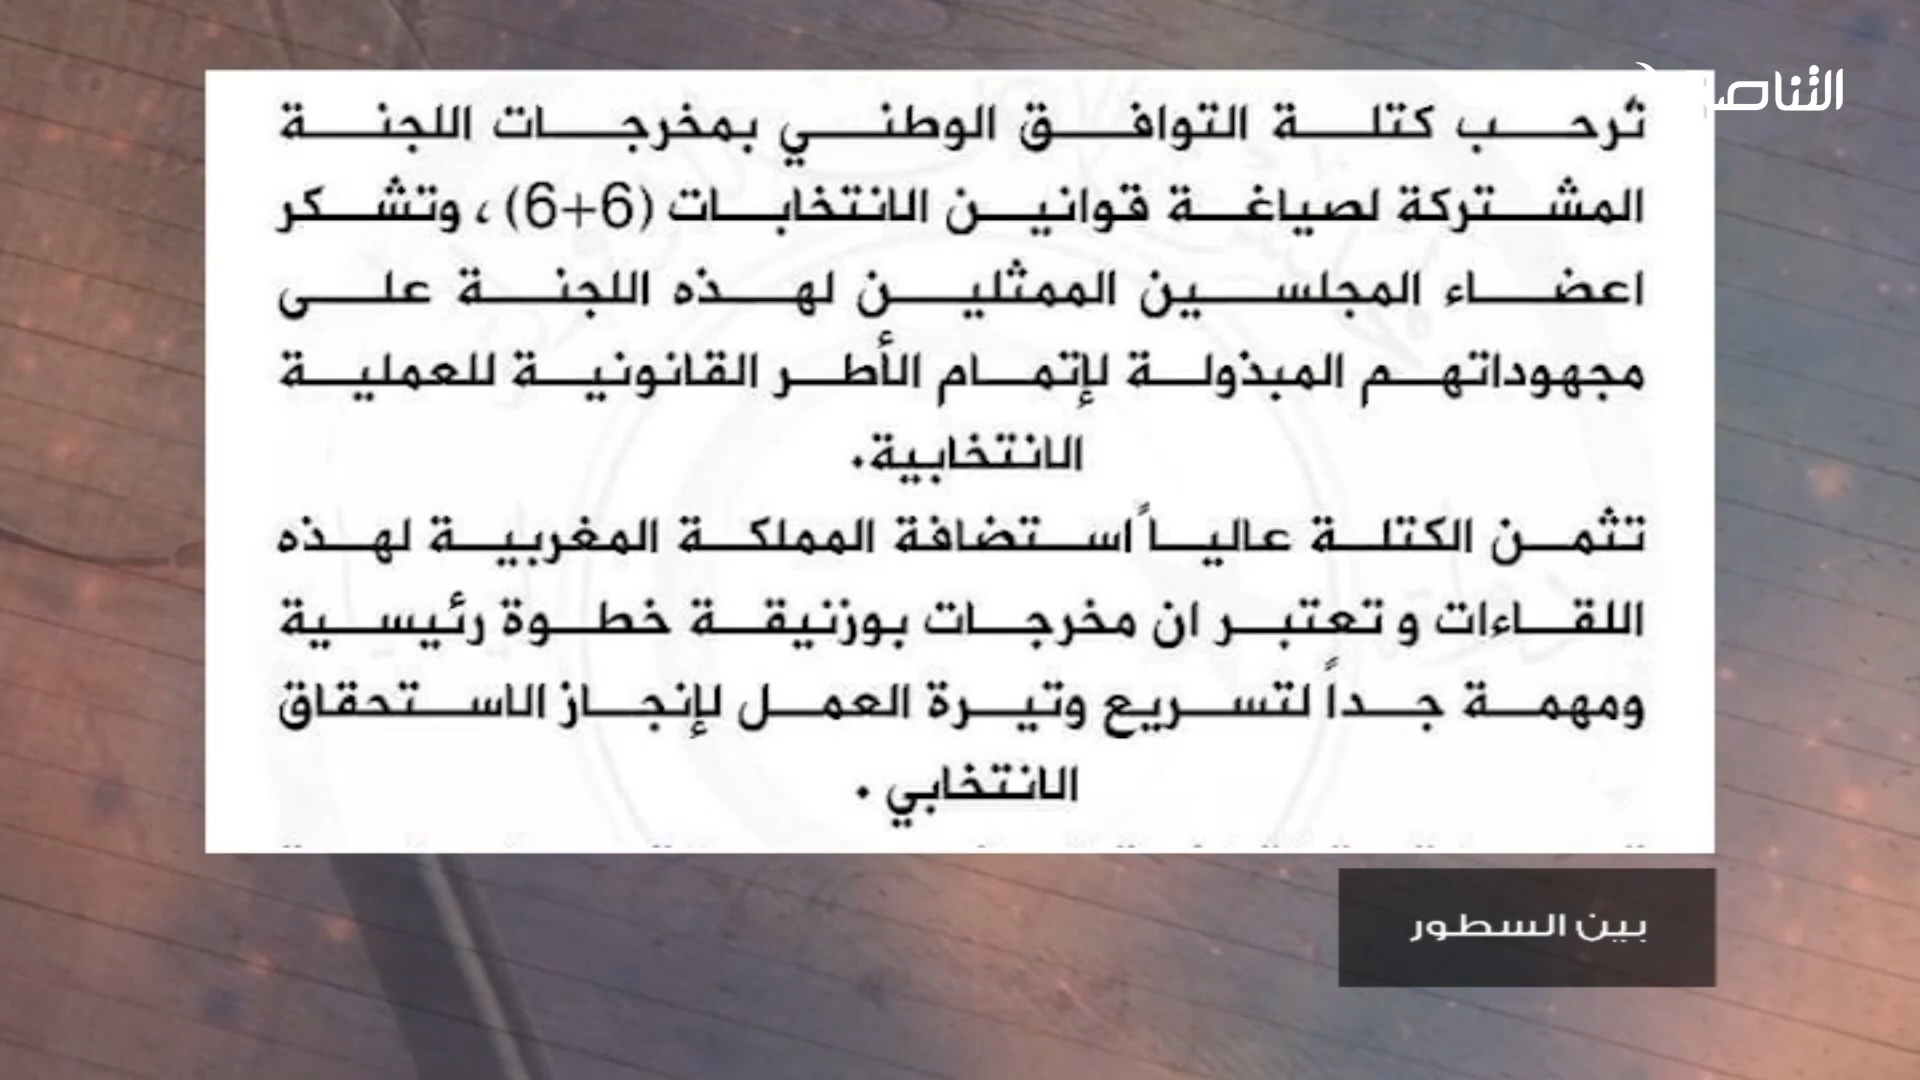 التناصح
تُرحب كتلة التوافق الوطني بمخرجات اللجنة
المشتركة لصياغة قوانين الانتخابات (6+6)، وتشكر
اعضاء المجلسين الممثلين لهذه اللجنة على
مجهوداتهم المبذولة لإتمام الأطر القانونية للعملية
الانتخابية.
تثمن الكتلة عالياً استضافة المملكة المغربية لهذه
اللقاءات و تعتبر ان مخرجات بوزنيقة خطوة رئيسية
ومهمة جداً لتسريع وتيرة العمل لإنجاز الاستحقاق
الانتخابي .
بين السطور